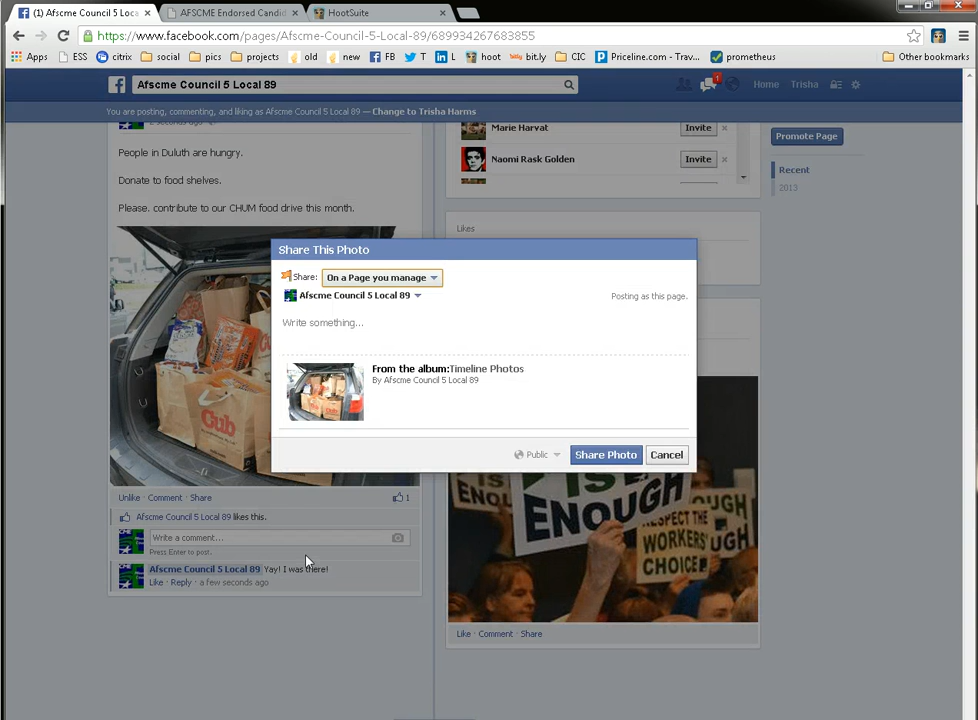 (1) Afscme Council 5 Loca
AFSCME Endorsed Candid
HootSuite
https://www.facebook.com/pages/Afscme-Council-5-Local-89/689934267683855
Apps ESS citrix social pics projects old new FB T L hoot bit.ly CIC Priceline.com - Trav... prometheus Other bookmarks
Afscme Council 5 Local 89
1
Home Trisha
You are posting, commenting, and liking as Afscme Council 5 Local 89 — Change to Trisha Harms
2 seconds ago
People in Duluth are hungry.
Donate to food shelves.
Please. contribute to our CHUM food drive this month.
Marie Harvat Invite
Naomi Rask Golden Invite
Promote Page
Recent
2013
Likes
Share This Photo
Share: On a Page you manage
Afscme Council 5 Local 89
Posting as this page.
Write something...
From the album:Timeline Photos
By Afscme Council 5 Local 89
Public Share Photo Cancel
Cub
Unlike · Comment · Share 1
Afscme Council 5 Local 89 likes this.
Write a comment...
Press Enter to post.
Afscme Council 5 Local 89 Yay! I was there!
Like · Reply · a few seconds ago
ENOUGH
IS
ENOUGH
RESPECT THE
WORKERS'
CHOICE!
Like · Comment · Share